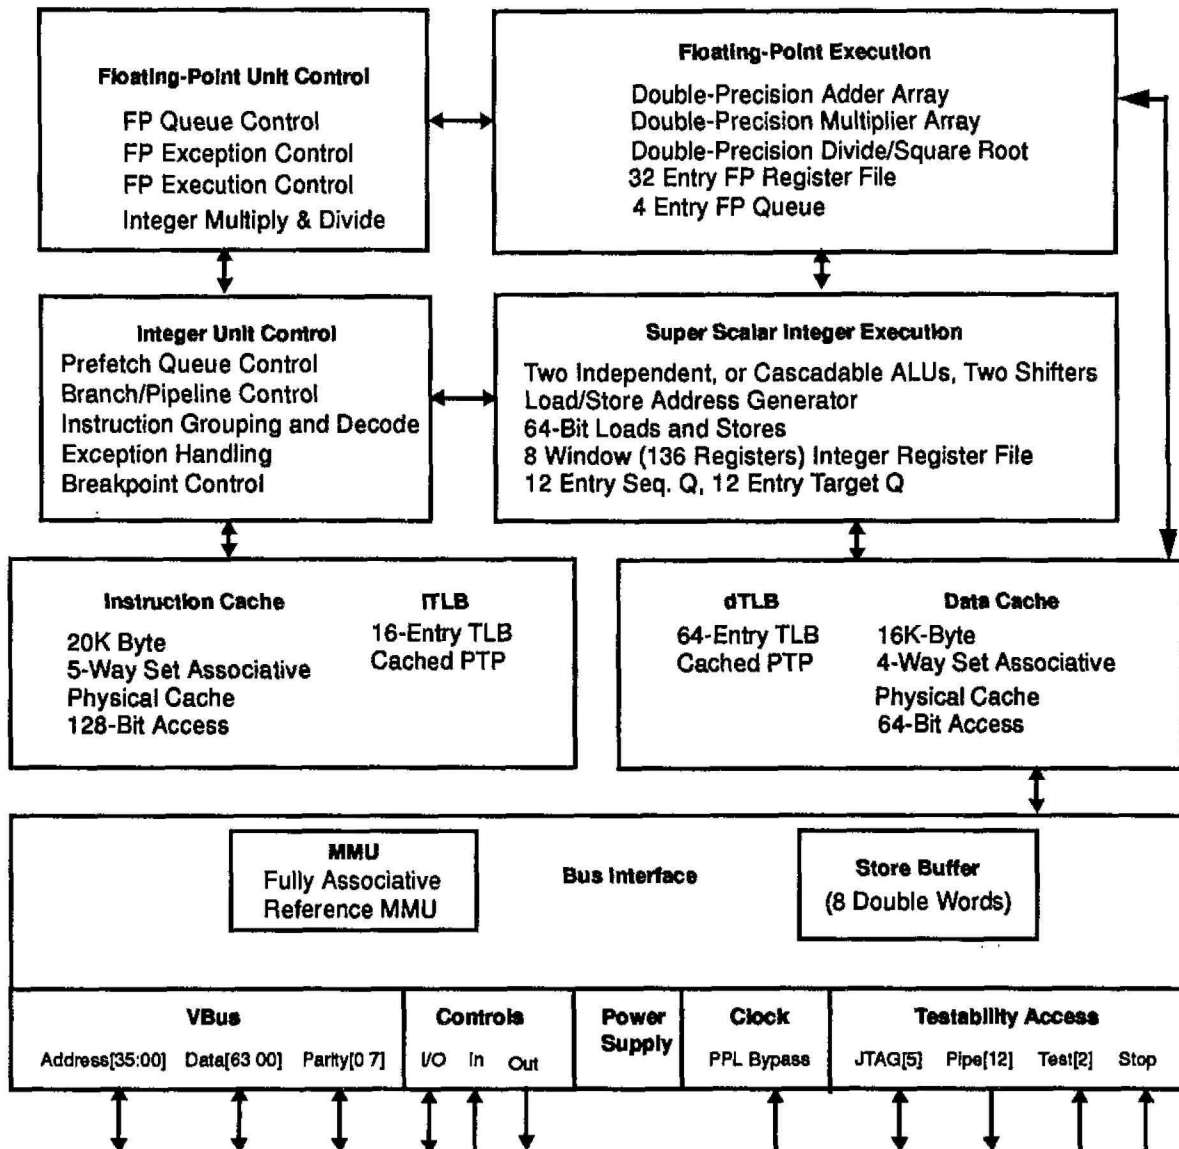 Floating-Point Unit Control
FP Queue Control
FP Exception Control
FP Execution Control
Integer Multiply & Divide
Floating-Point Execution
Double-Precision Adder Array
Double-Precision Multiplier Array
Double-Precision Divide/Square Root
32 Entry FP Register File
4 Entry FP Queue
Integer Unit Control
Prefetch Queue Control
Branch/Pipeline Control
Instruction Grouping and Decode
Exception Handling
Breakpoint Control
Super Scalar Integer Execution
Two Independent, or Cascadable ALUs, Two Shifters
Load/Store Address Generator
64-Bit Loads and Stores
8 Window (136 Registers) Integer Register File
12 Entry Seq. Q, 12 Entry Target Q
Instruction Cache
20K Byte
5-Way Set Associative
Physical Cache
128-Bit Access
ITLB
16-Entry TLB
Cached PTP
dTLB
64-Entry TLB
Cached PTP
Data Cache
16K-Byte
4-Way Set Associative
Physical Cache
64-Bit Access
MMU
Fully Associative
Reference MMU
Bus Interface
Store Buffer
(8 Double Words)
VBus
Address[35:00] Data[63 00] Parity[0 7]
Controls
I/O In Out
Power
Supply
Clock
PPL Bypass
Testability Access
JTAG[5] Pipe[12] Test[2] Stop